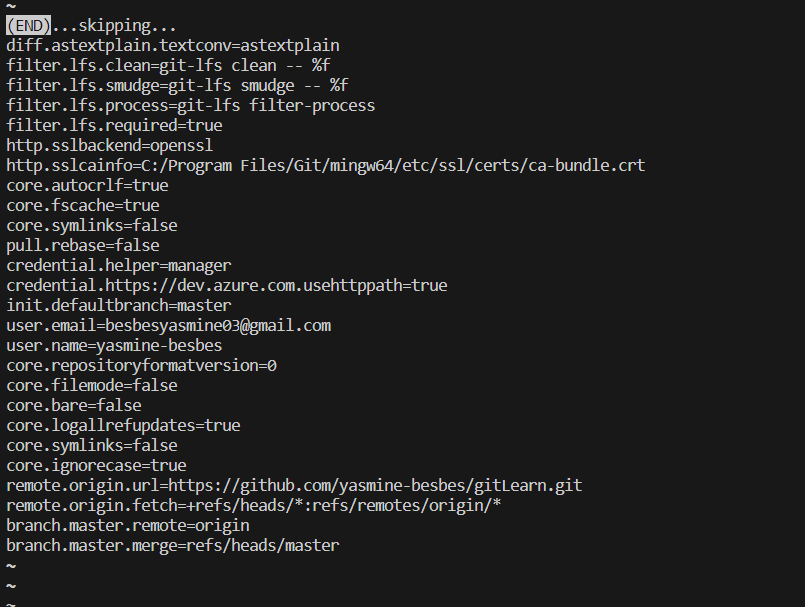 ~
(END)...skipping...
diff.astextplain.textconv=astextplain
filter.lfs.clean=git-lfs clean -- %f
filter.lfs.smudge=git-lfs smudge -- %f
filter.lfs.process=git-lfs filter-process
filter.lfs.required=true
http.sslbackend=openssl
http.sslcainfo=C:/Program Files/Git/mingw64/etc/ssl/certs/ca-bundle.crt
core.autocrlf=true
core.fscache=true
core.symlinks=false
pull.rebase=false
credential.helper=manager
credential.https://dev.azure.com.usehttppath=true
init.defaultbranch=master
user.email=besbesyasmine03@gmail.com
user.name=yasmine-besbes
core.repositoryformatversion=0
core.filemode=false
core.bare=false
core.logallrefupdates=true
core.symlinks=false
core.ignorecase=true
remote.origin.url=https://github.com/yasmine-besbes/gitLearn.git
remote.origin.fetch=+refs/heads/*:refs/remotes/origin/*
branch.master.remote=origin
branch.master.merge=refs/heads/master
~
~
~